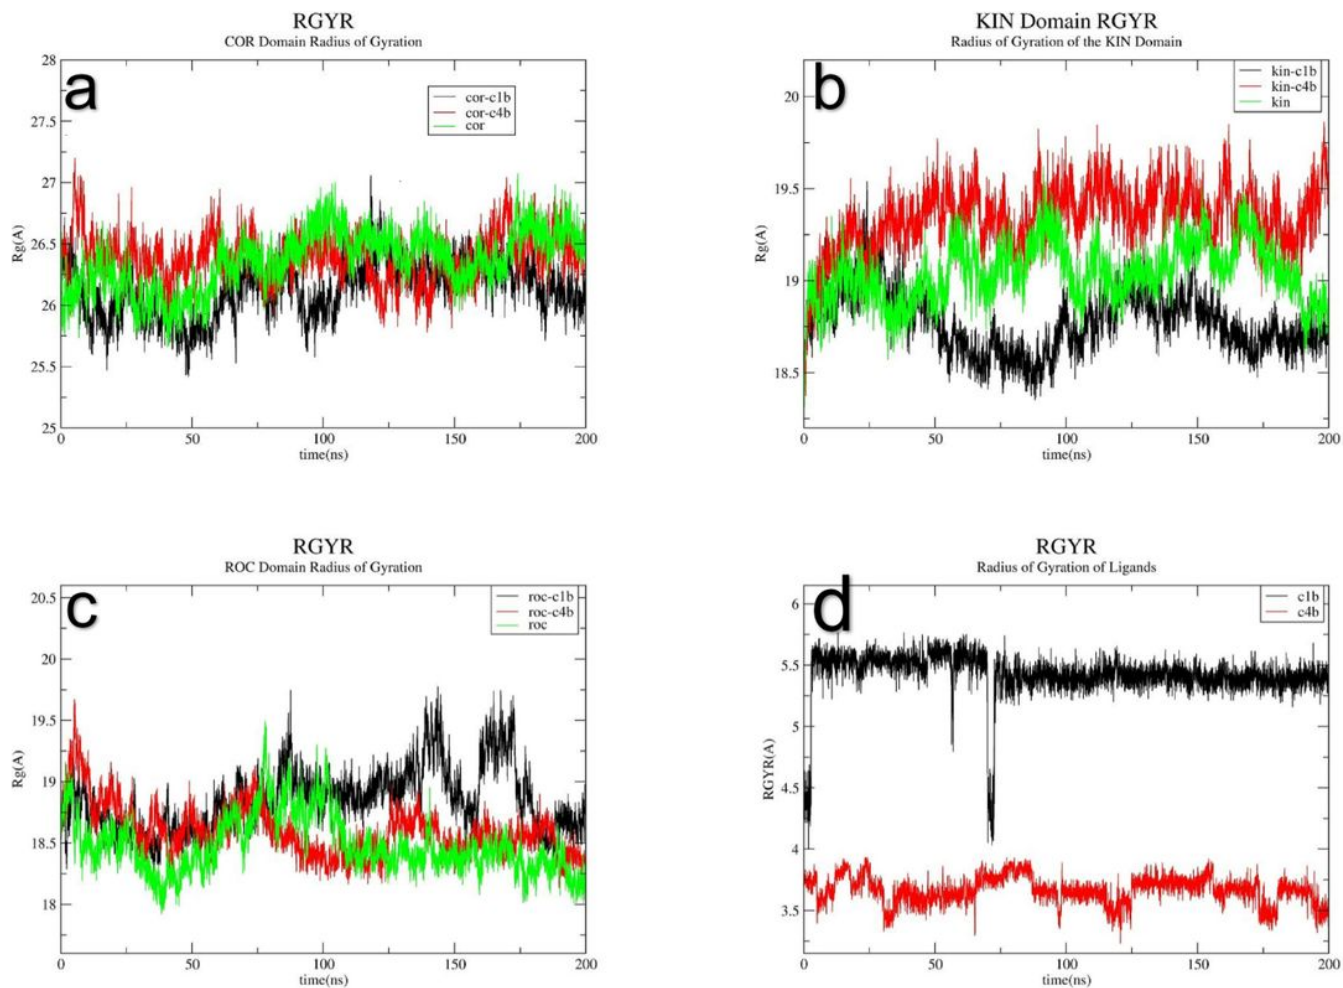 RGYR
COR Domain Radius of Gyration
a
cor-c1b
cor-c4b
cor
28
27.5
27
26.5
26
25.5
25
Rg(A)
0
50
100
150
200
time(ns)
KIN Domain RGYR
Radius of Gyration of the KIN Domain
b
kin-c1b
kin-c4b
kin
20
19.5
19
18.5
Rg(A)
0
50
100
150
200
time(ns)
RGYR
ROC Domain Radius of Gyration
c
roc-c1b
roc-c4b
roc
20.5
20
19.5
19
18.5
18
Rg(A)
0
50
100
150
200
time(ns)
RGYR
Radius of Gyration of Ligands
d
c1b
c4b
6
5.5
5
4.5
4
3.5
RGYR(A)
0
50
100
150
200
time(ns)